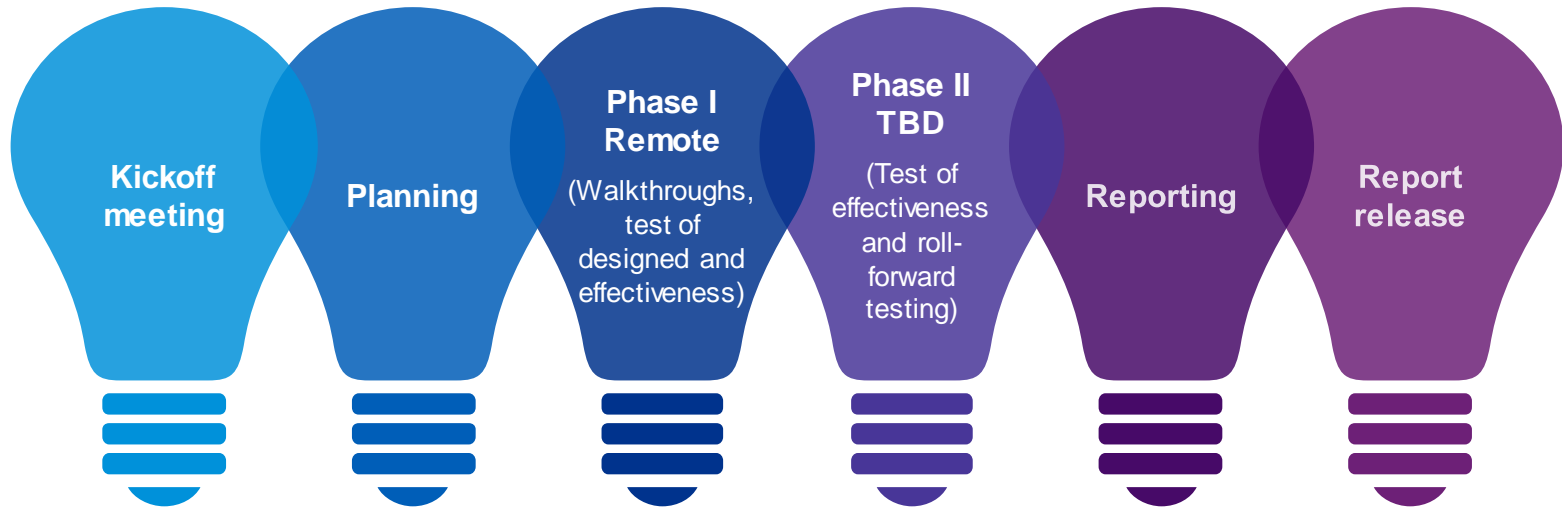 Kickoff
meeting
Planning
Phase I
Remote
(Walkthroughs,
test of
designed and
effectiveness)
Phase II
TBD
(Test of
effectiveness
and roll-
forward
testing)
Reporting
Report
release